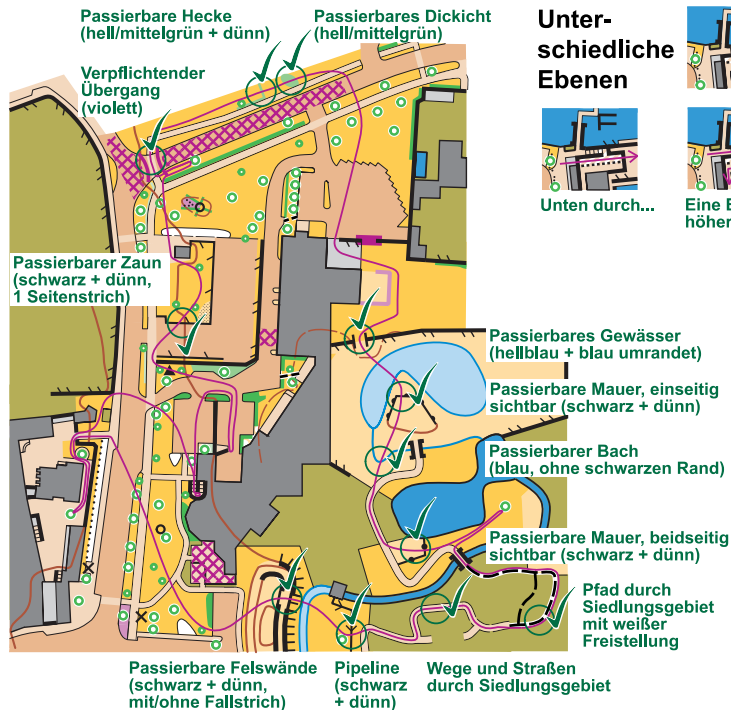 Passierbare Hecke
(hell/mittelgrün + dünn)
Passierbares Dickicht
(hell/mittelgrün)
Verpflichtender
Übergang
(violett)
Unter-
schiedliche
Ebenen
Unten durch...
Eine E
höher
Passierbarer Zaun
(schwarz + dünn,
1 Seitenstrich)
Passierbares Gewässer
(hellblau + blau umrandet)
Passierbare Mauer, einseitig
sichtbar (schwarz + dünn)
Passierbarer Bach
(blau, ohne schwarzen Rand)
Passierbare Mauer, beidseitig
sichtbar (schwarz + dünn)
Pfad durch
Siedlungsgebiet
mit weißer
Freistellung
Passierbare Felswände
(schwarz + dünn,
mit/ohne Fallstrich)
Pipeline
(schwarz
+ dünn)
Wege und Straßen
durch Siedlungsgebiet